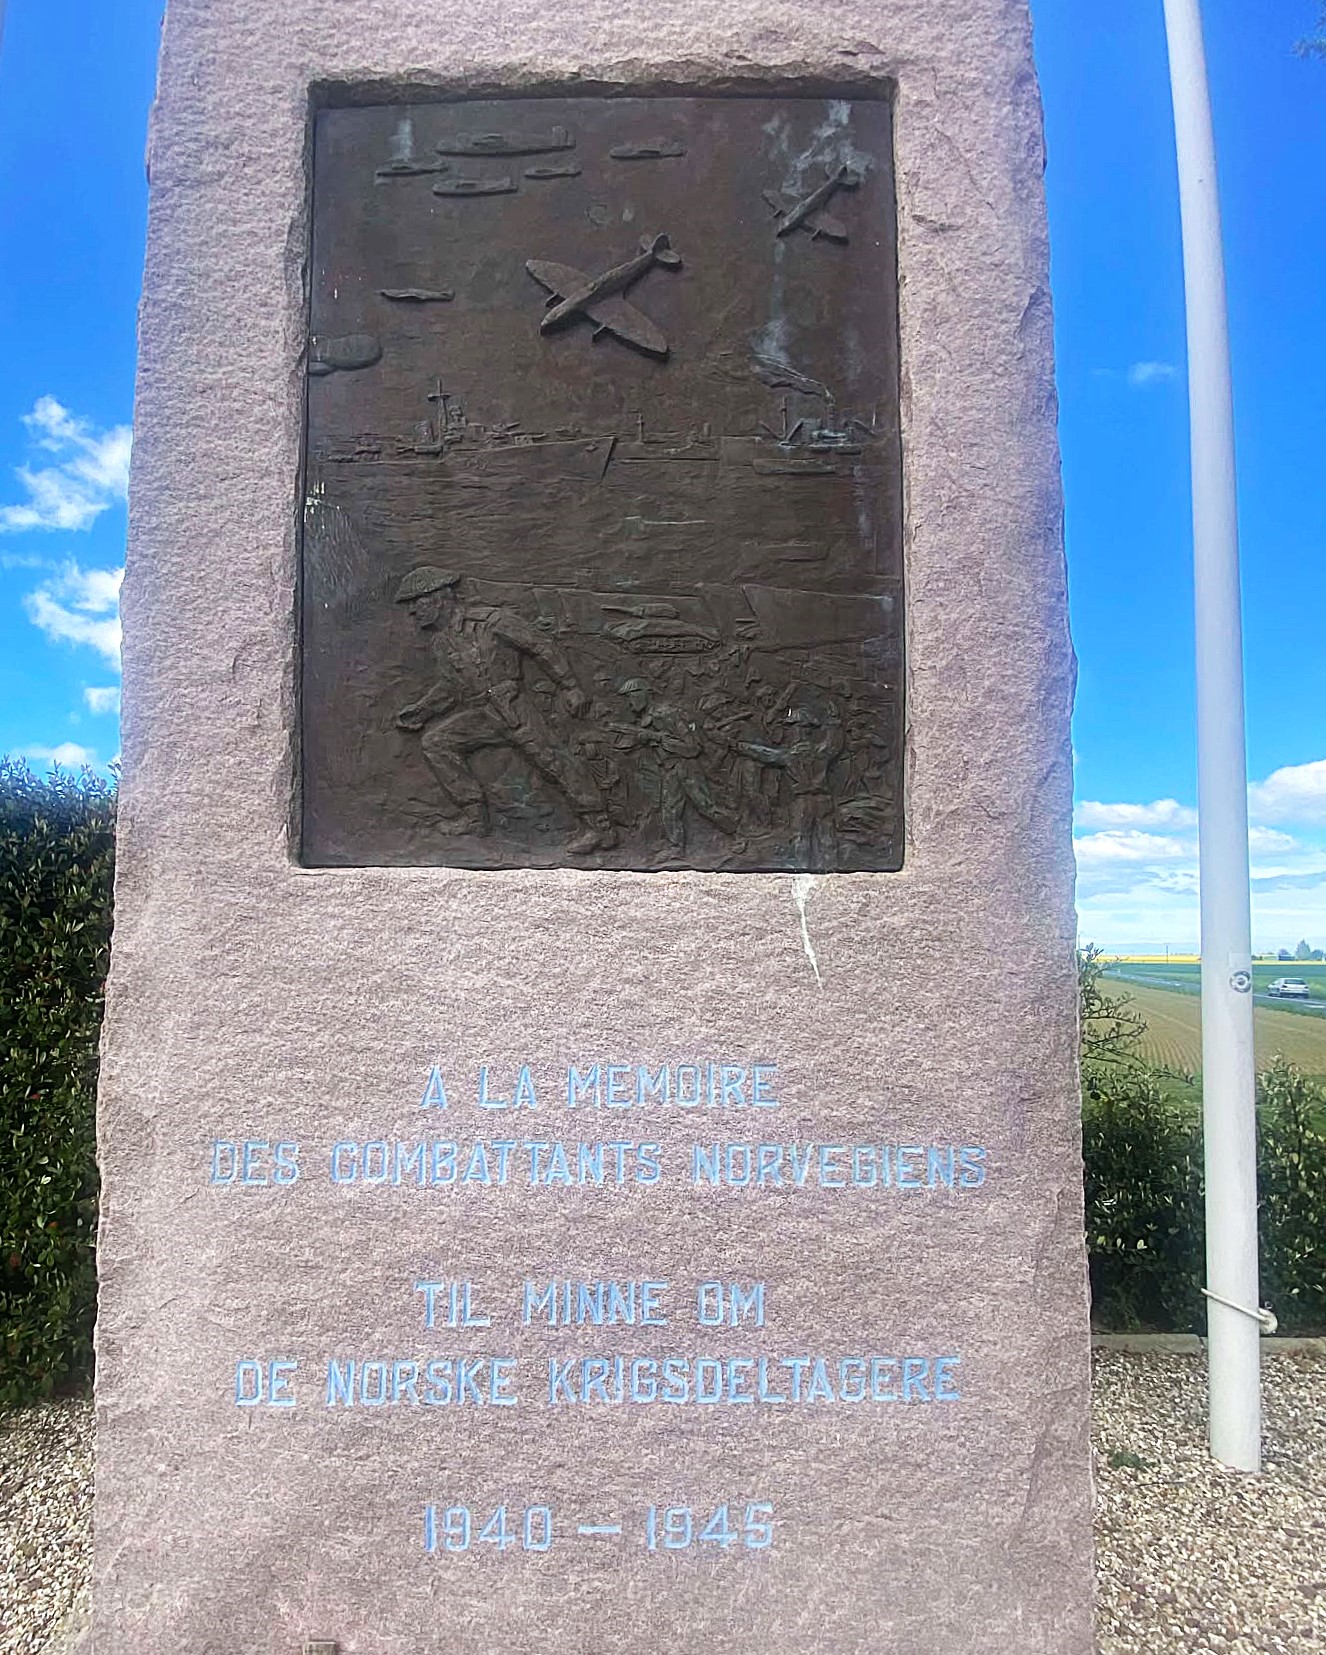 A LA MEMOIRE
DES COMBATTANTS NORVEGIENS
TIL MINNE OM
DE NORSKE KRIGSDELTAGERE
1940 — 1945